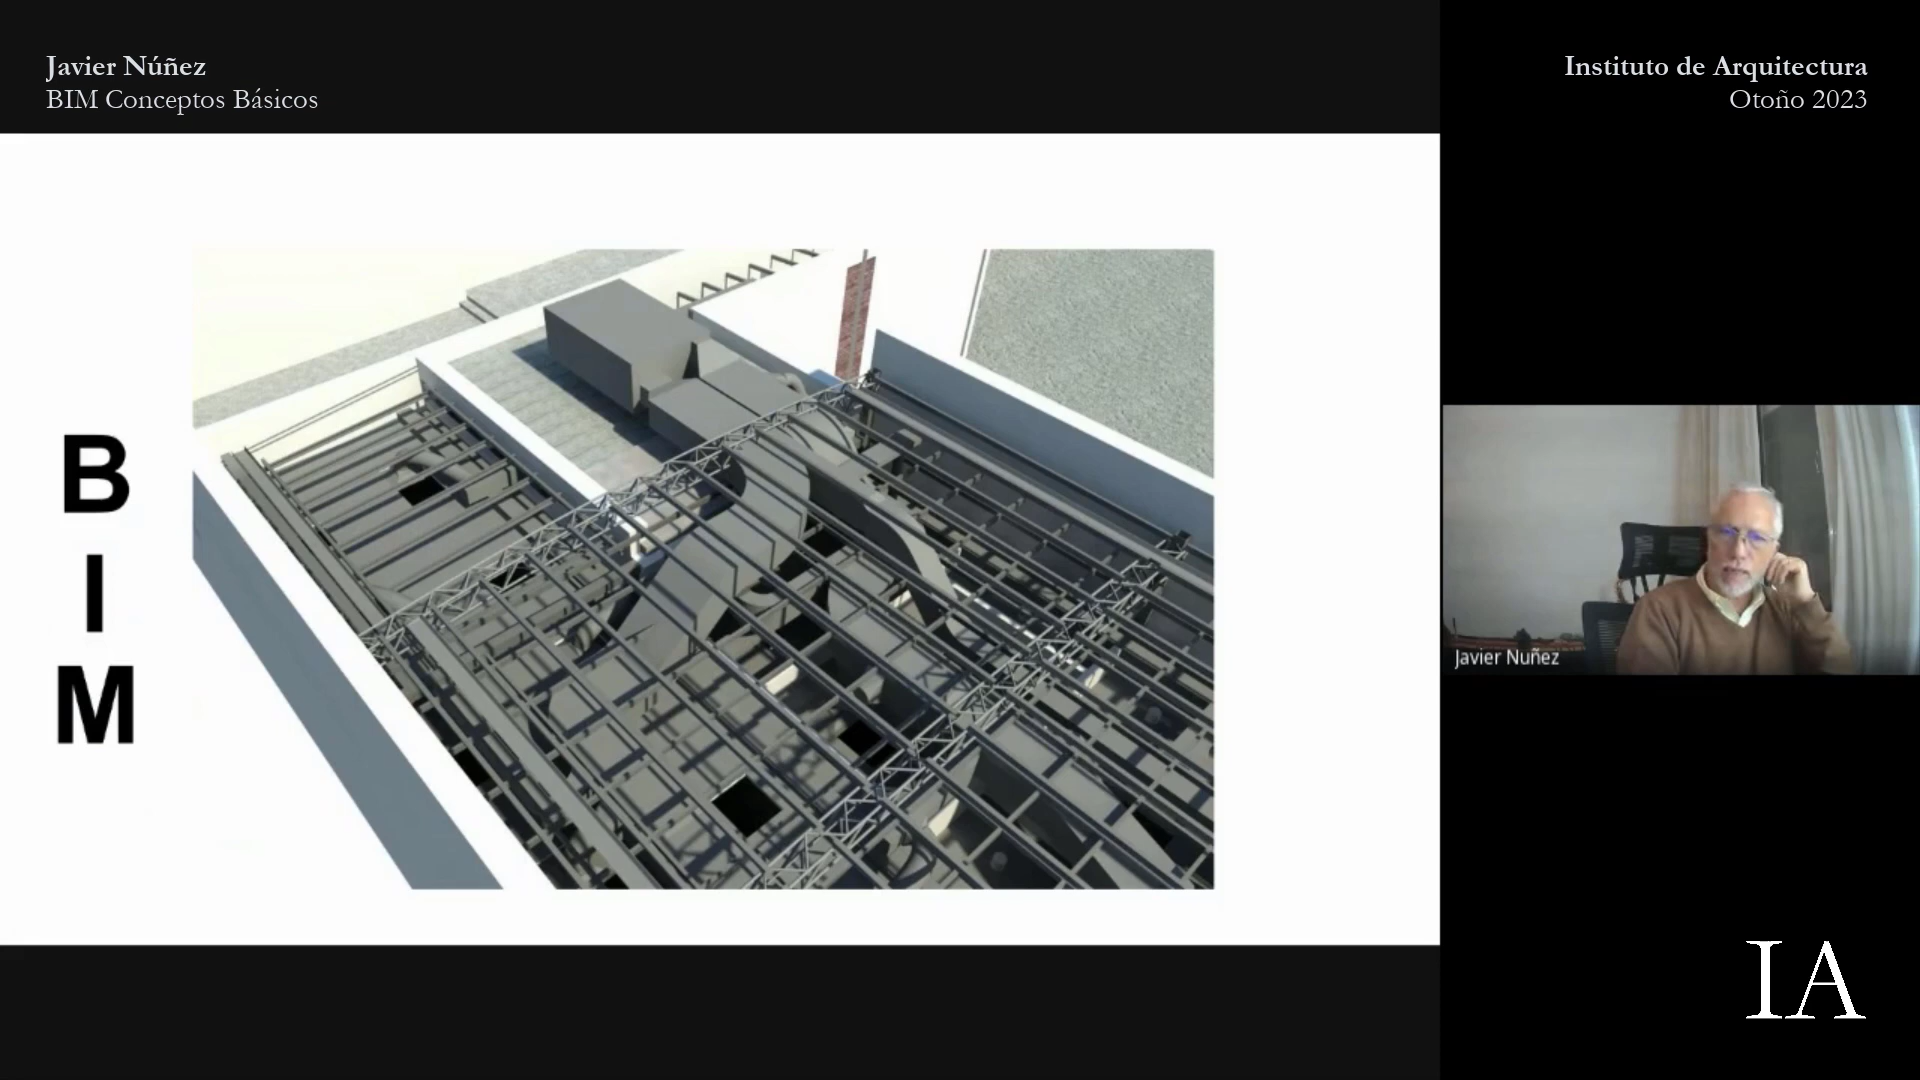 Javier Núñez
BIM Conceptos Básicos
Instituto de Arquitectura
Otoño 2023
B
I
M
Javier Nuñez
IA